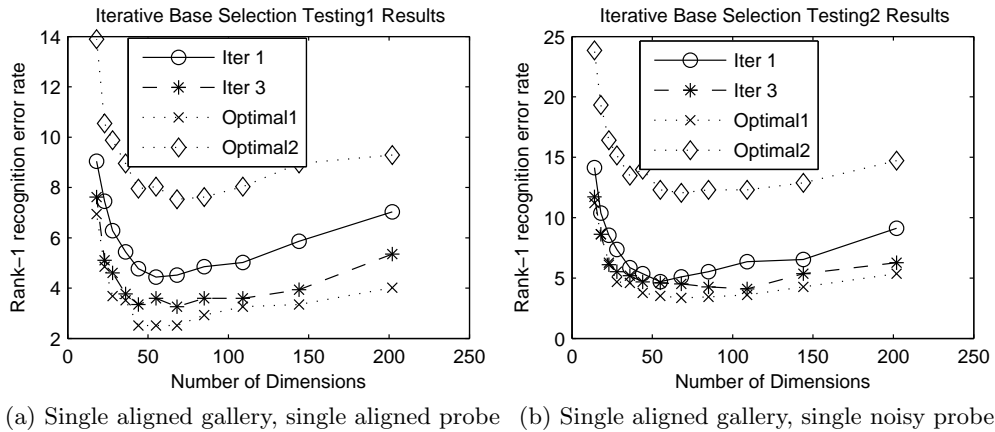 Iterative Base Selection Testing1 Results
14
12
10
8
6
4
2
0
50
100
150
200
250
Rank−1 recognition error rate
Number of Dimensions
Iter 1
Iter 3
Optimal1
Optimal2
(a) Single aligned gallery, single aligned probe
Iterative Base Selection Testing2 Results
25
20
15
10
5
0
0
50
100
150
200
250
Rank−1 recognition error rate
Number of Dimensions
Iter 1
Iter 3
Optimal1
Optimal2
(b) Single aligned gallery, single noisy probe